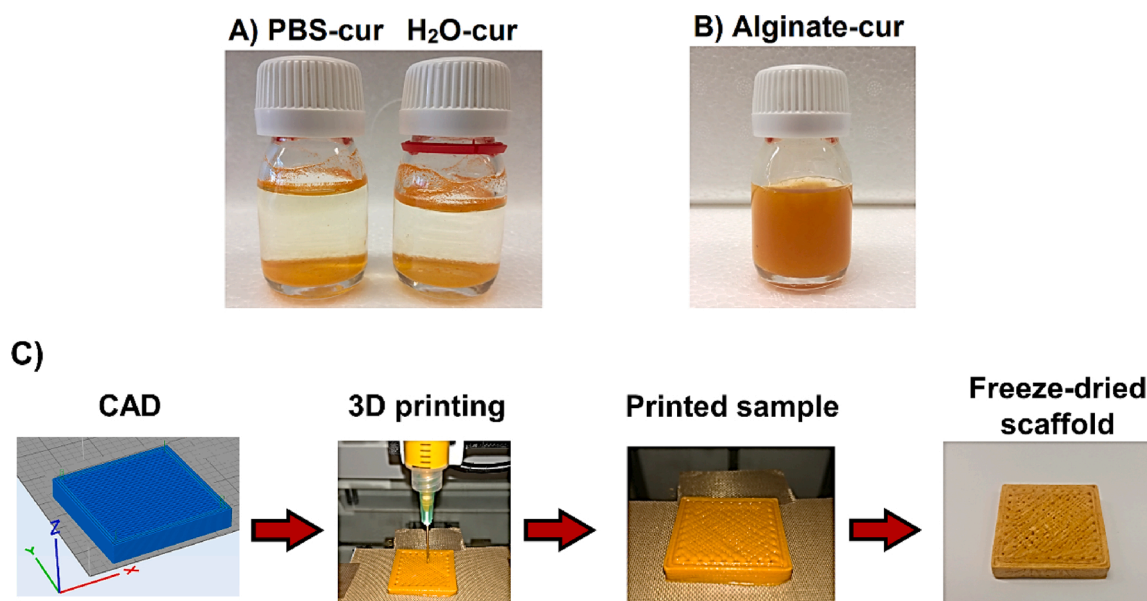 A) PBS-cur H₂O-cur
B) Alginate-cur
C)
CAD
3D printing
Printed sample
Freeze-dried
scaffold
Z
Y
X